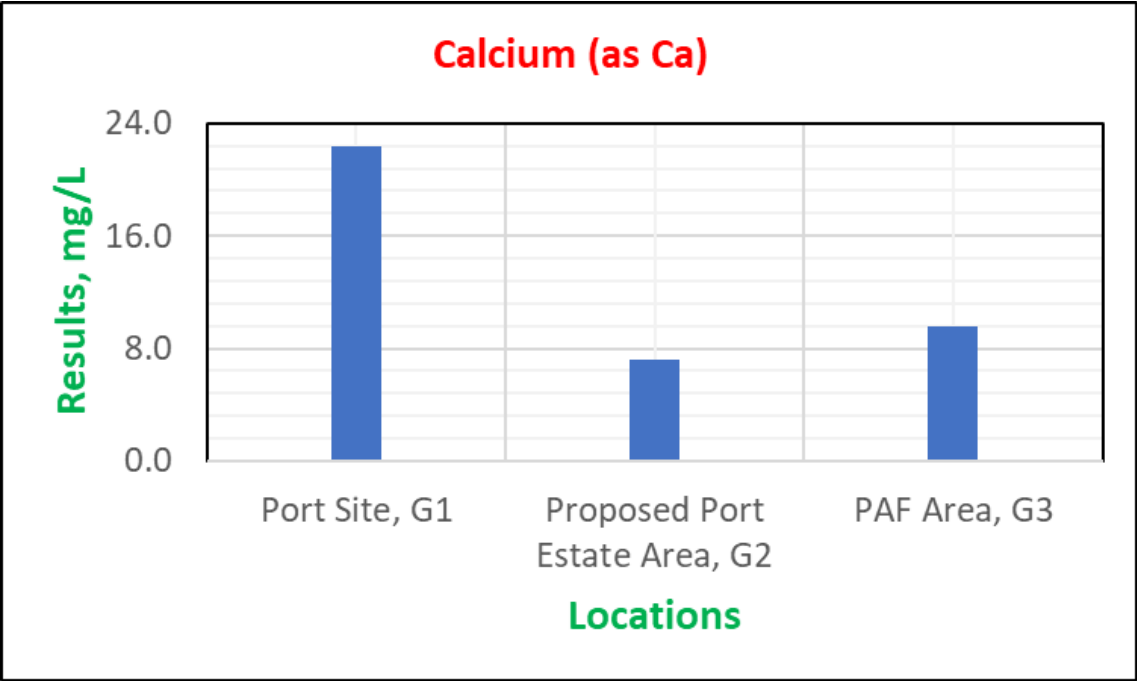 Calcium (as Ca)
Results, mg/L
24.0
16.0
8.0
0.0
Port Site, G1
Proposed Port
Estate Area, G2
PAF Area, G3
Locations